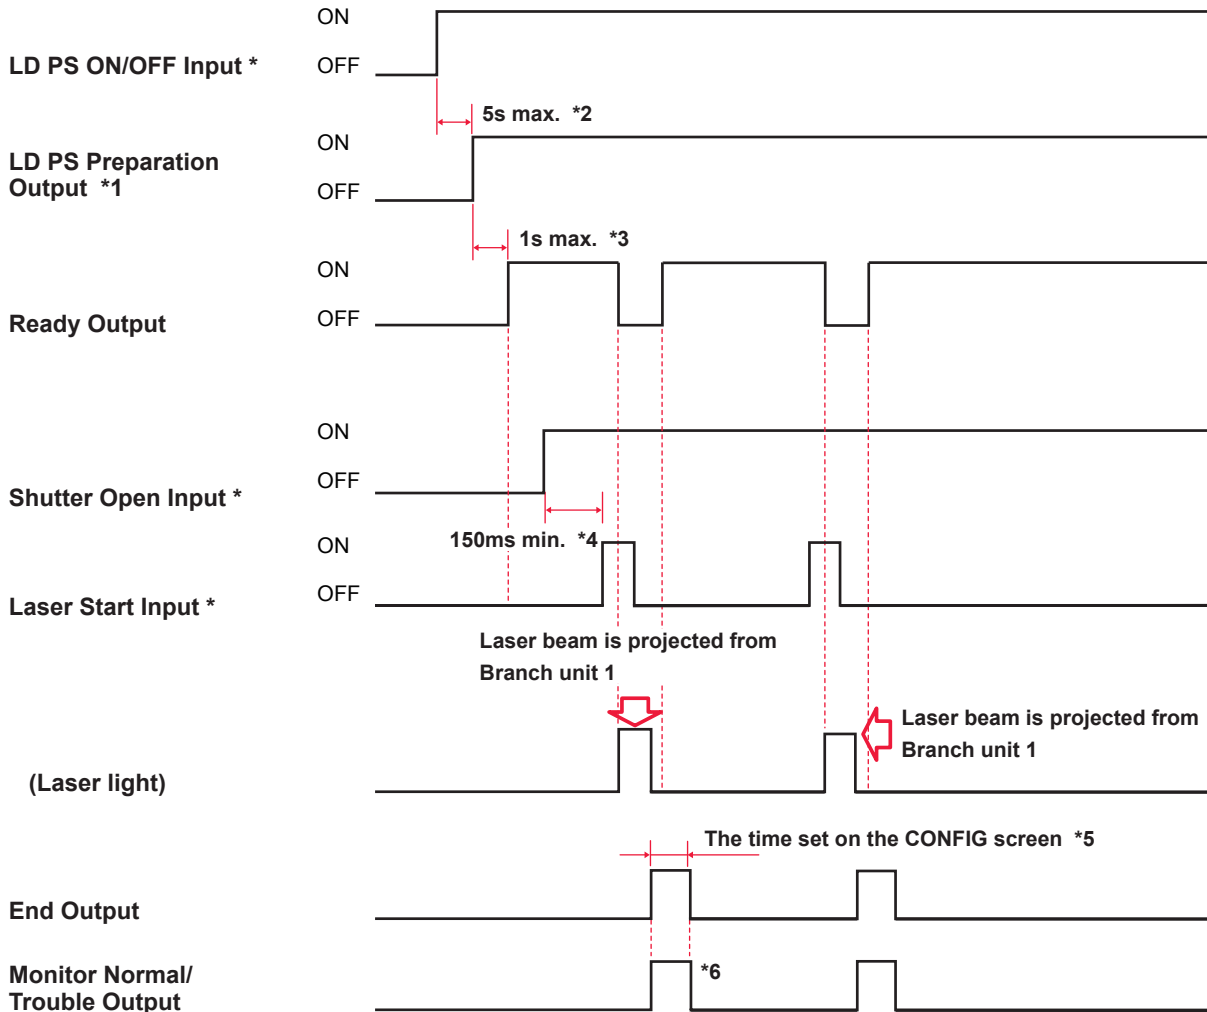 ON
LD PS ON/OFF Input *
OFF
5s max. *2
ON
LD PS Preparation
Output *1
OFF
1s max. *3
ON
Ready Output
OFF
ON
OFF
Shutter Open Input *
150ms min. *4
ON
OFF
Laser Start Input *
Laser beam is projected from
Branch unit 1
Laser beam is projected from
Branch unit 1
(Laser light)
The time set on the CONFIG screen *5
End Output
Monitor Normal/
Trouble Output
*6